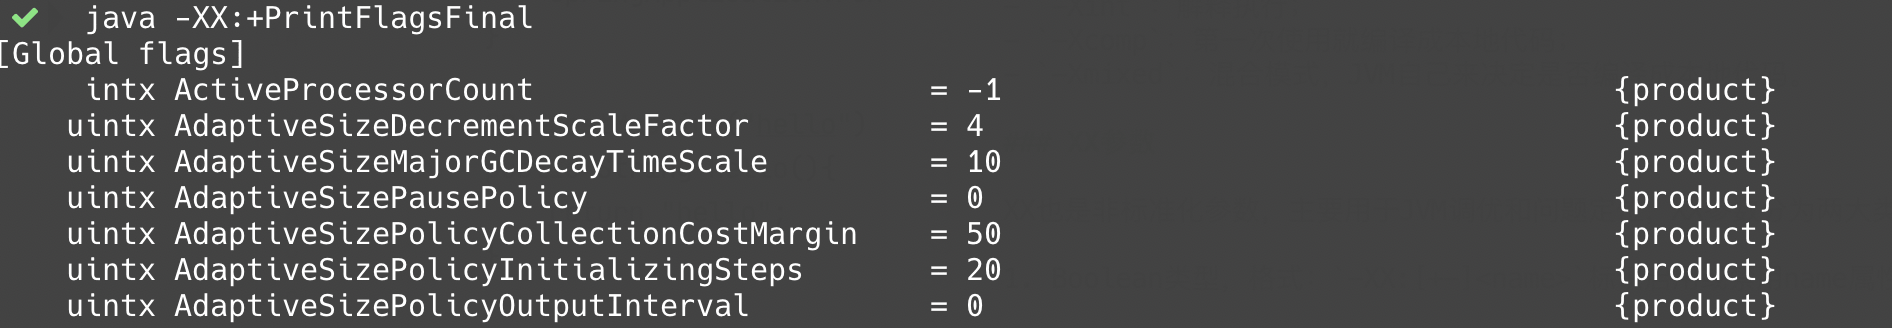 java -XX:+PrintFlagsFinal
[Global flags]
intx ActiveProcessorCount = -1 {product}
uintx AdaptiveSizeDecrementScaleFactor = 4 {product}
uintx AdaptiveSizeMajorGCDecayTimeScale = 10 {product}
uintx AdaptiveSizePausePolicy = 0 {product}
uintx AdaptiveSizePolicyCollectionCostMargin = 50 {product}
uintx AdaptiveSizePolicyInitializingSteps = 20 {product}
uintx AdaptiveSizePolicyOutputInterval = 0 {product}